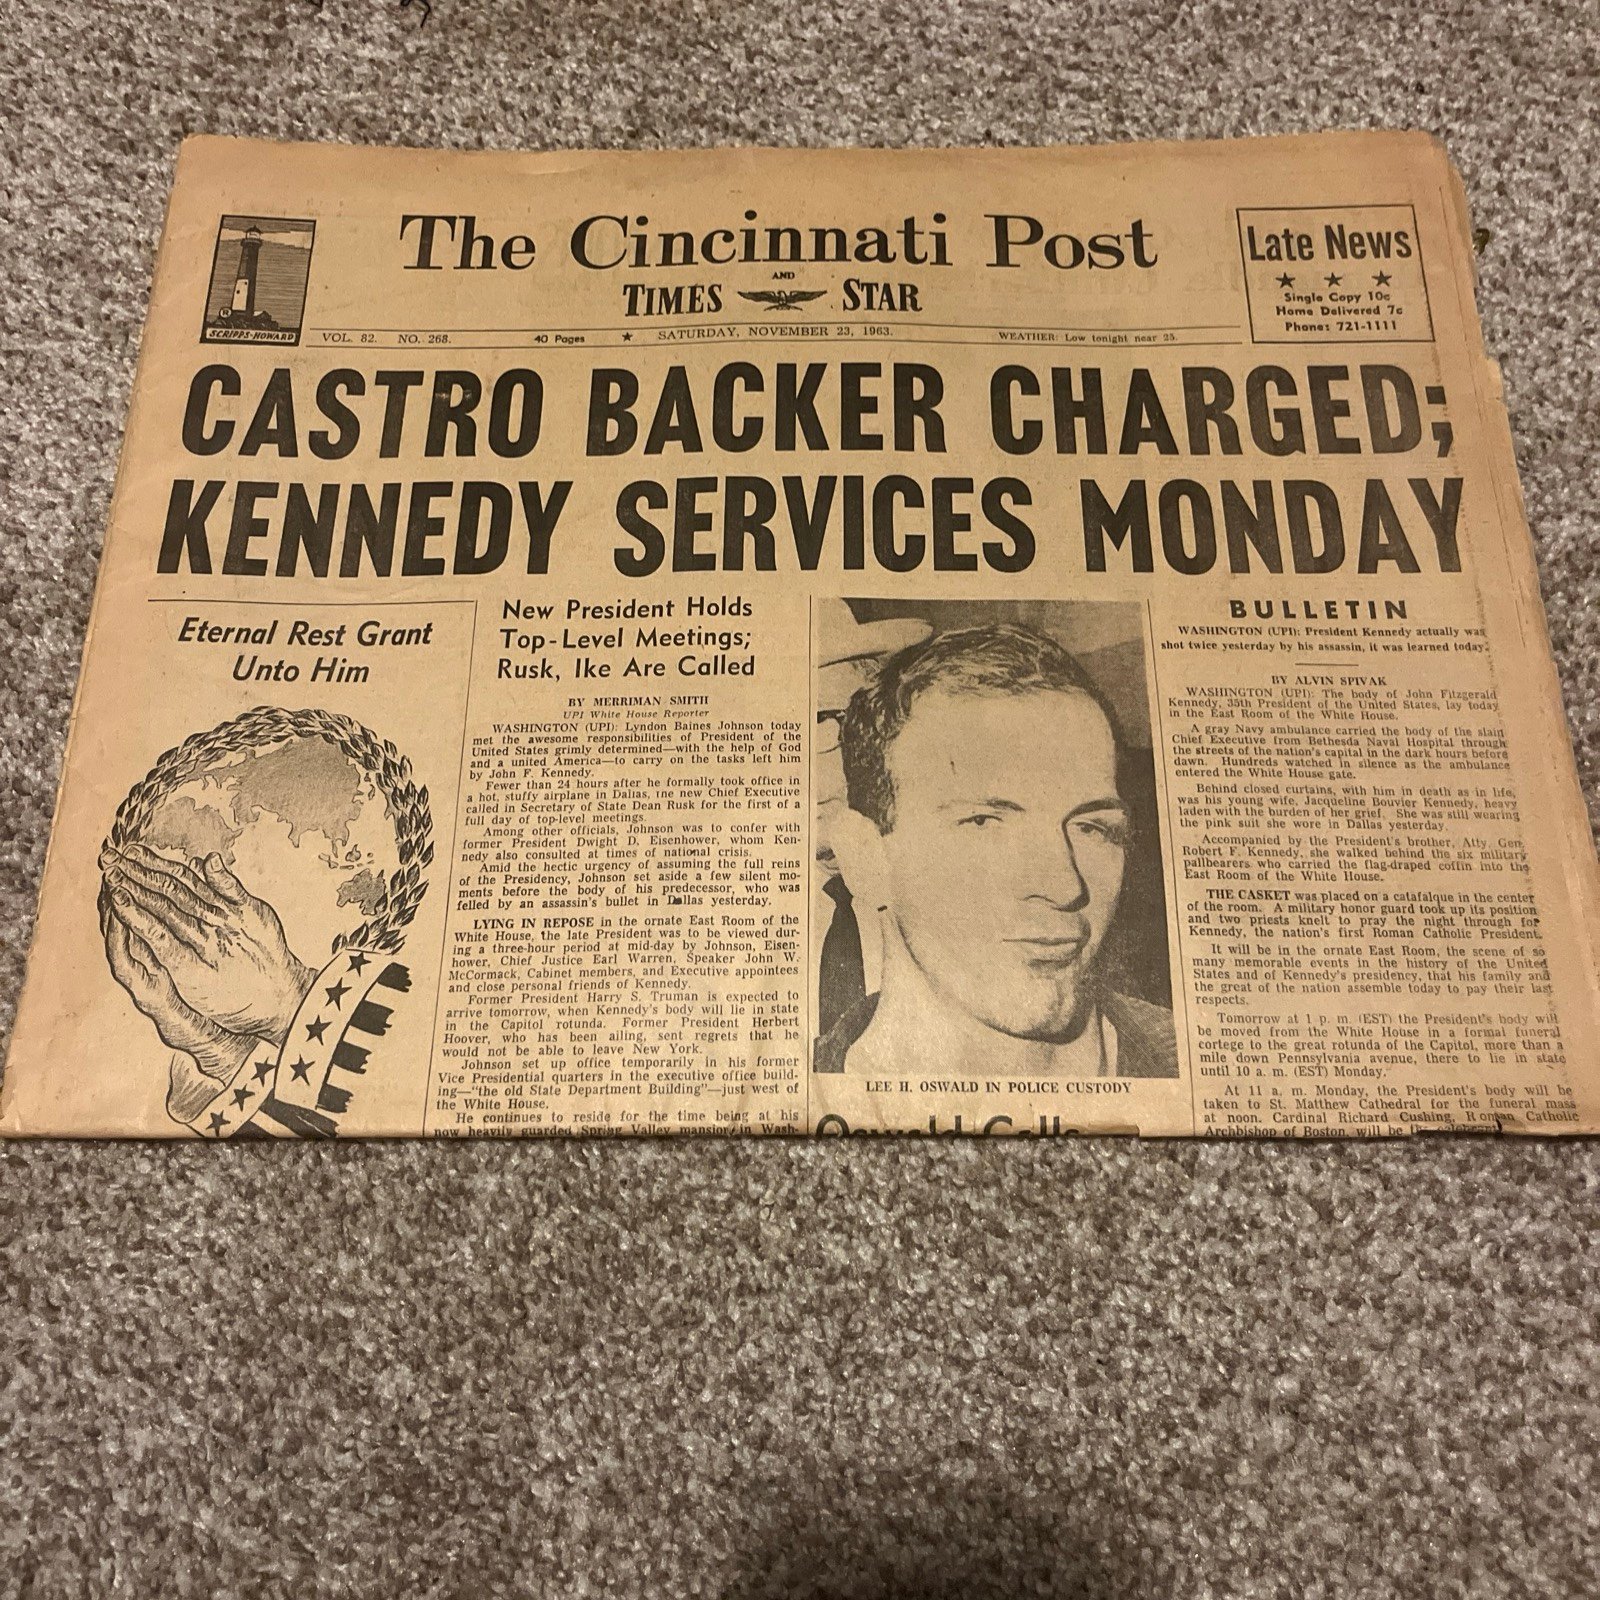 The Cincinnati Post
AND
TIMES STAR
® SCRIPPS-HOWARD
Late News
★ ★ ★
Single Copy 10c
Home Delivered 7c
Phone: 721-1111
VOL. 82. NO. 268. 40 Pages ★ SATURDAY, NOVEMBER 23, 1963. WEATHER: Low tonight near 25.
CASTRO BACKER CHARGED;
KENNEDY SERVICES MONDAY
Eternal Rest Grant
Unto Him
New President Holds
Top-Level Meetings;
Rusk, Ike Are Called
BY MERRIMAN SMITH
UPI White House Reporter
WASHINGTON (UPI): Lyndon Baines Johnson today
met the awesome responsibilities of President of the
United States grimly determined—with the help of God
and a united America—to carry on the tasks left him
by John F. Kennedy.
Fewer than 24 hours after he formally took office in
a hot, stuffy airplane in Dallas, the new Chief Executive
called in Secretary of State Dean Rusk for the first of a
full day of top-level meetings.
Among other officials, Johnson was to confer with
former President Dwight D. Eisenhower, whom Ken-
nedy also consulted at times of national crisis.
Amid the hectic urgency of assuming the full reins
of the Presidency, Johnson set aside a few silent mo-
ments before the body of his predecessor, who was
felled by an assassin's bullet in Dallas yesterday.
LYING IN REPOSE in the ornate East Room of the
White House, the late President was to be viewed dur-
ing a three-hour period at mid-day by Johnson, Eisen-
hower, Chief Justice Earl Warren, Speaker John W.
McCormack, Cabinet members, and Executive appointees
and close personal friends of Kennedy.
Former President Harry S. Truman is expected to
arrive tomorrow, when Kennedy's body will lie in state
in the Capitol rotunda. Former President Herbert
Hoover, who has been ailing, sent regrets that he
would not be able to leave New York.
Johnson set up office temporarily in his former
Vice Presidential quarters in the executive office build-
ing—"the old State Department Building"—just west of
the White House.
He continues to reside for the time being at his
now heavily guarded Spring Valley mansion in Wash-
LEE H. OSWALD IN POLICE CUSTODY
Oswald Calls
BULLETIN
WASHINGTON (UPI): President Kennedy actually was
shot twice yesterday by his assassin, it was learned today.
BY ALVIN SPIVAK
WASHINGTON (UPI): The body of John Fitzgerald
Kennedy, 35th President of the United States, lay today
in the East Room of the White House.
A gray Navy ambulance carried the body of the slain
Chief Executive from Bethesda Naval Hospital through
the streets of the nation's capital in the dark hours before
dawn. Hundreds watched in silence as the ambulance
entered the White House gate.
Behind closed curtains, with him in death as in life,
was his young wife, Jacqueline Bouvier Kennedy, heavy
laden with the burden of her grief. She was still wearing
the pink suit she wore in Dallas yesterday.
Accompanied by the President's brother, Atty. Gen.
Robert F. Kennedy, she walked behind the six military
pallbearers who carried the flag-draped coffin into the
East Room of the White House.
THE CASKET was placed on a catafalque in the center
of the room. A military honor guard took up its position
and two priests knelt to pray the night through for
Kennedy, the nation's first Roman Catholic President.
It will be in the ornate East Room, the scene of so
many memorable events in the history of the United
States and of Kennedy's presidency, that his family and
the great of the nation assemble today to pay their last
respects.
Tomorrow at 1 p. m. (EST) the President's body will
be moved from the White House in a formal funeral
cortege to the great rotunda of the Capitol, more than a
mile down Pennsylvania avenue, there to lie in state
until 10 a. m. (EST) Monday.
At 11 a. m. Monday, the President's body will be
taken to St. Matthew Cathedral for the funeral mass
at noon. Cardinal Richard Cushing, Roman Catholic
Archbishop of Boston, will be the